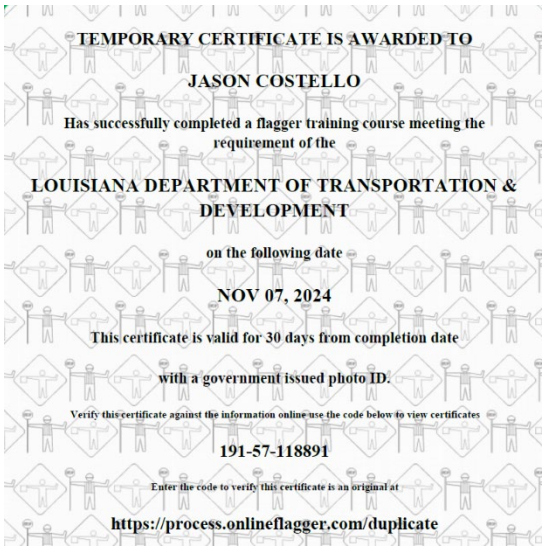 TEMPORARY CERTIFICATE IS AWARDED TO
JASON COSTELLO
Has successfully completed a flagger training course meeting the
requirement of the
LOUISIANA DEPARTMENT OF TRANSPORTATION &
DEVELOPMENT
on the following date
NOV 07, 2024
This certificate is valid for 30 days from completion date
with a government issued photo ID.
Verify this certificate against the information online use the code below to view certificates
191-57-118891
Enter the code to verify this certificate is an original at
https://process.onlineflagger.com/duplicate